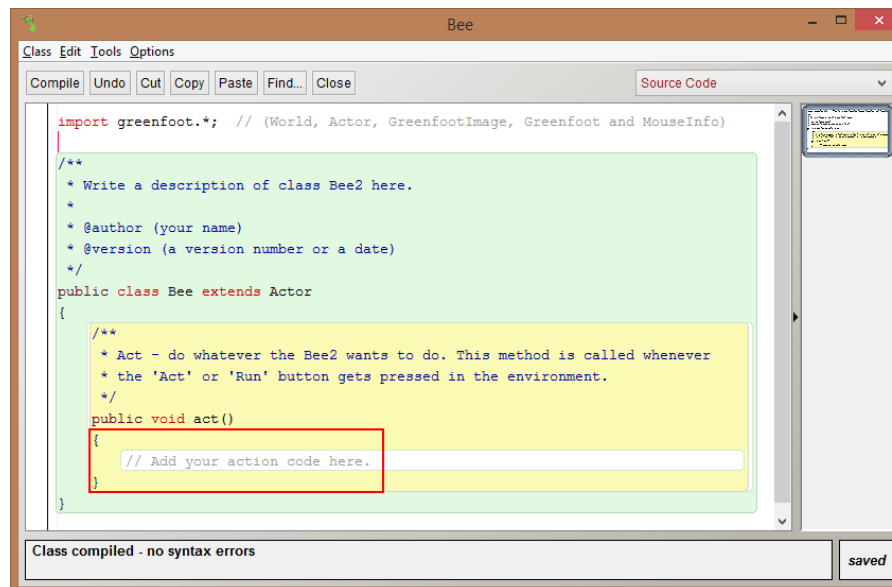 Bee
Class Edit Tools Options
Compile Undo Cut Copy Paste Find... Close Source Code
import greenfoot.*;  // (World, Actor, GreenfootImage, Greenfoot and MouseInfo)
/**
 * Write a description of class Bee2 here.
 *
 * @author (your name)
 * @version (a version number or a date)
 */
public class Bee extends Actor
{
    /**
     * Act - do whatever the Bee2 wants to do. This method is called whenever
     * the 'Act' or 'Run' button gets pressed in the environment.
     */
    public void act()
    {
        // Add your action code here.
    }
}
Class compiled - no syntax errors
saved